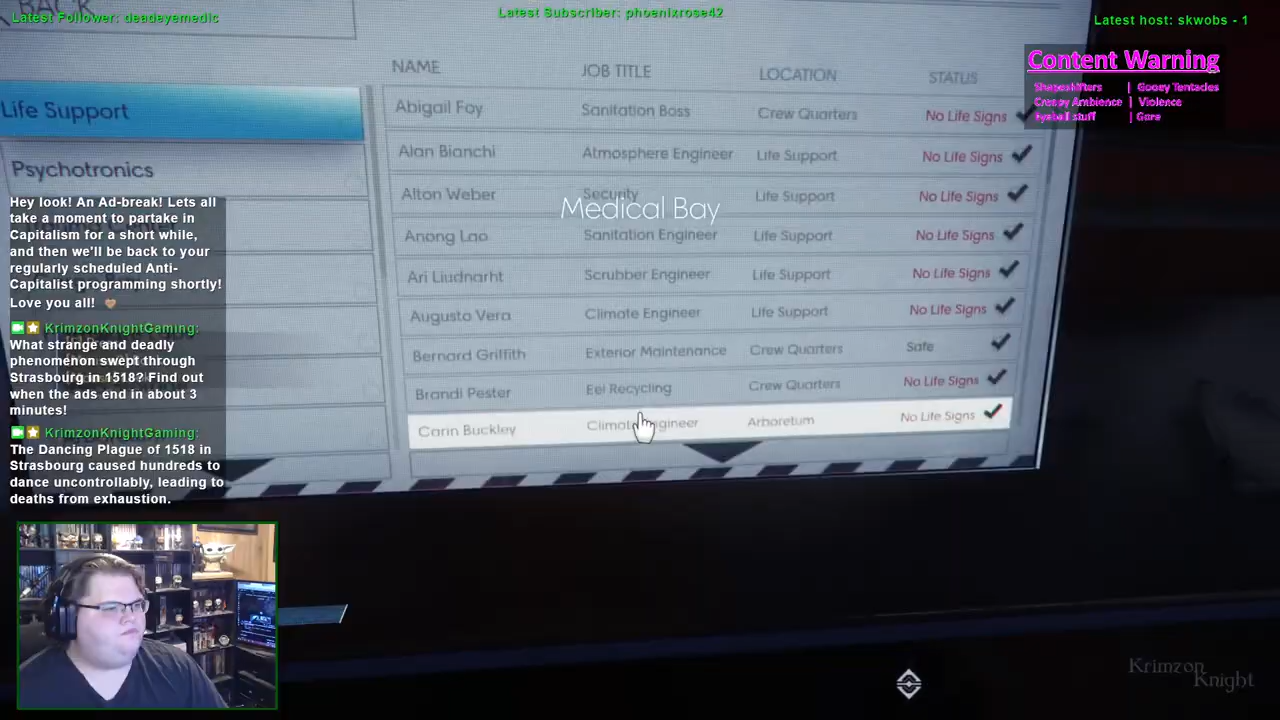 BACK
Latest Follower: deadeyemedic
Latest Subscriber: phoenixrose42
Latest host: skwobs - 1
Content Warning
Shapeshifters | Gooey Tentacles
Creepy Ambience | Violence
Eyeball stuff | Gore
Life Support
Psychotronics
NAME JOB TITLE LOCATION STATUS
Abigail Foy Sanitation Boss Crew Quarters No Life Signs
Alan Bianchi Atmosphere Engineer Life Support No Life Signs
Alton Weber Security Life Support No Life Signs
Medical Bay
Anong Lao Sanitation Engineer Life Support No Life Signs
Ari Liudnarht Scrubber Engineer Life Support No Life Signs
Augusto Vera Climate Engineer Life Support No Life Signs
Bernard Griffith Exterior Maintenance Crew Quarters Safe
Brandi Pester Eel Recycling Crew Quarters No Life Signs
Carin Buckley Climate Engineer Arboretum No Life Signs
Hey look! An Ad-break! Lets all
take a moment to partake in
Capitalism for a short while,
and then we'll be back to your
regularly scheduled Anti-
Capitalist programming shortly!
Love you all!
KrimzonKnightGaming:
What strange and deadly
phenomenon swept through
Strasbourg in 1518? Find out
when the ads end in about 3
minutes!
KrimzonKnightGaming:
The Dancing Plague of 1518 in
Strasbourg caused hundreds to
dance uncontrollably, leading to
deaths from exhaustion.
Krimzon
Knight